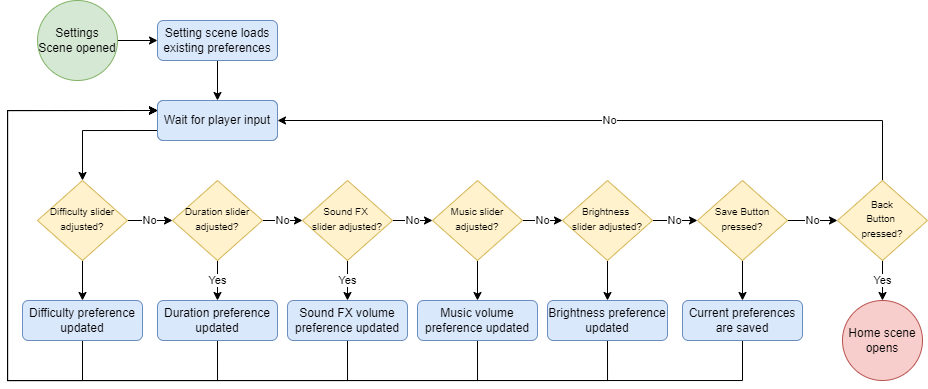 Settings
Scene opened
Setting scene loads
existing preferences
Wait for player input
No
Difficulty slider
adjusted?
No
Duration slider
adjusted?
No
Sound FX
slider adjusted?
No
Music slider
adjusted?
No
Brightness
slider adjusted?
No
Save Button
pressed?
No
Back
Button
pressed?
Yes
Yes
Yes
Difficulty preference
updated
Duration preference
updated
Sound FX volume
preference updated
Music volume
preference updated
Brightness preference
updated
Current preferences
are saved
Home scene
opens